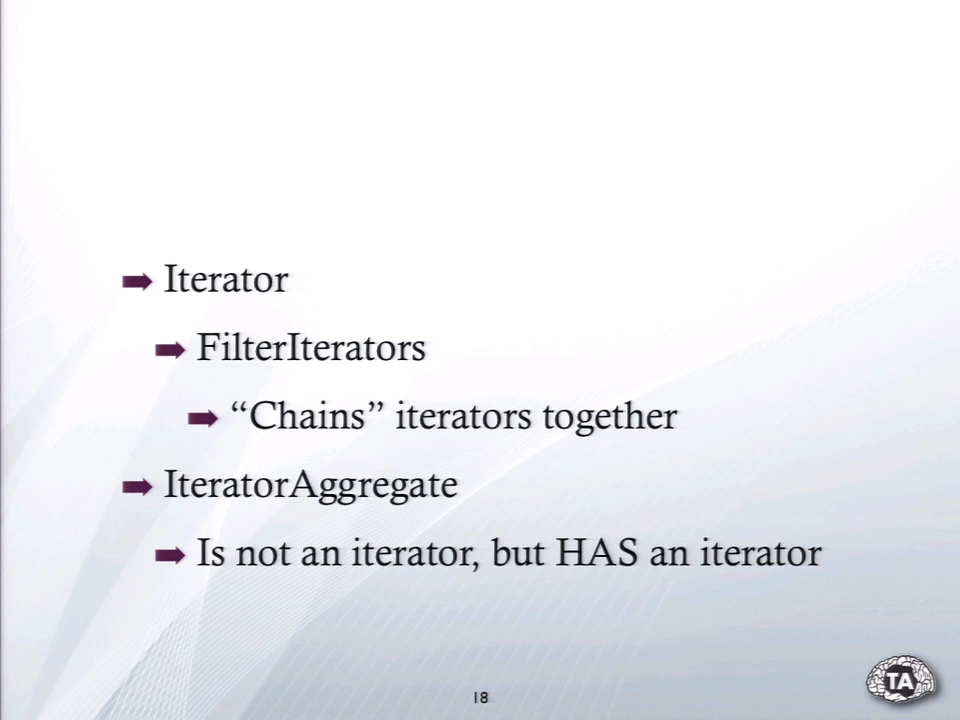 Iterator
FilterIterators
“Chains” iterators together
IteratorAggregate
Is not an iterator, but HAS an iterator
18
TA